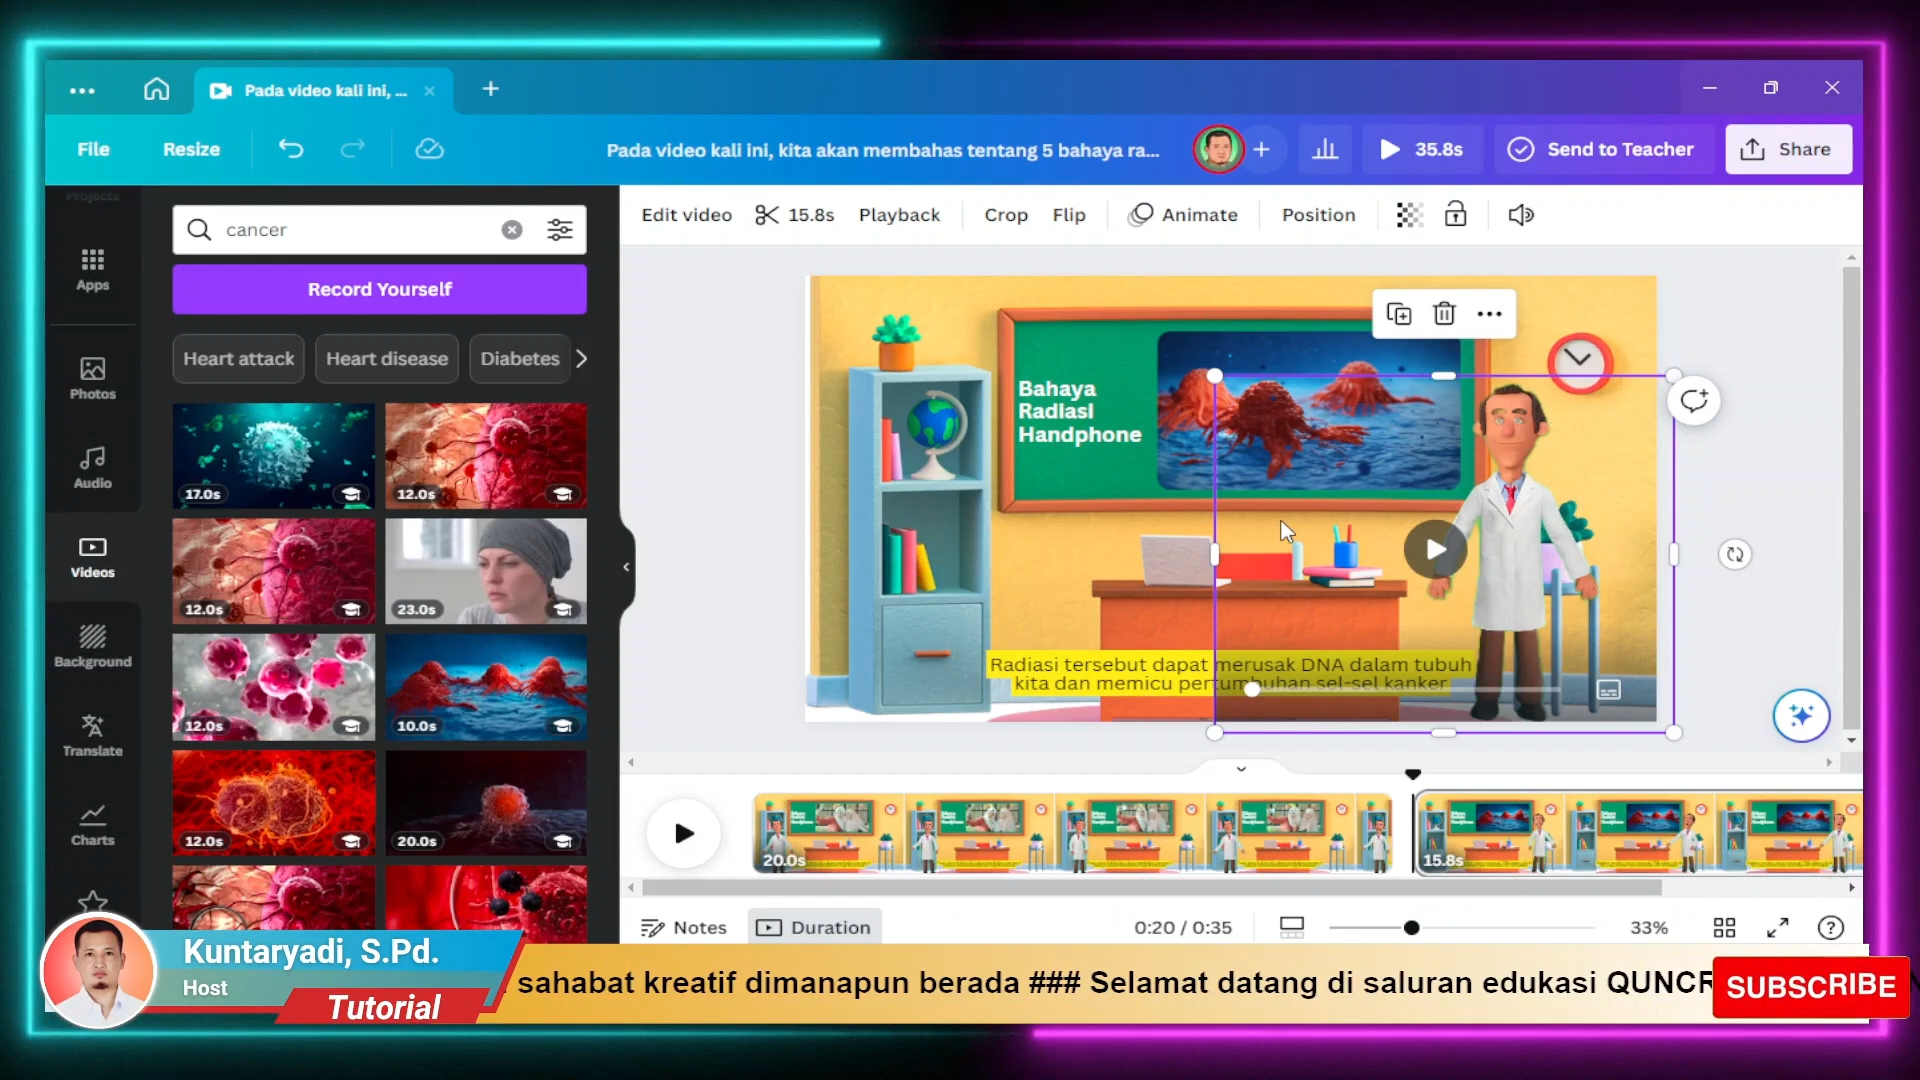 Pada video kali ini, ...
File
Resize
Pada video kali ini, kita akan membahas tentang 5 bahaya ra...
35.8s
Send to Teacher
Share
Projects
Apps
Photos
Audio
Videos
Background
Translate
Charts
cancer
Record Yourself
Heart attack
Heart disease
Diabetes
17.0s
12.0s
12.0s
23.0s
12.0s
10.0s
12.0s
20.0s
Edit video
15.8s
Playback
Crop
Flip
Animate
Position
Bahaya
Radiasi
Handphone
Radiasi tersebut dapat merusak DNA dalam tubuh
kita dan memicu pertumbuhan sel-sel kanker
20.0s
15.8s
Notes
Duration
0:20 / 0:35
33%
Kuntaryadi, S.Pd.
Host
Tutorial
sahabat kreatif dimanapun berada ### Selamat datang di saluran edukasi QUNCR
SUBSCRIBE